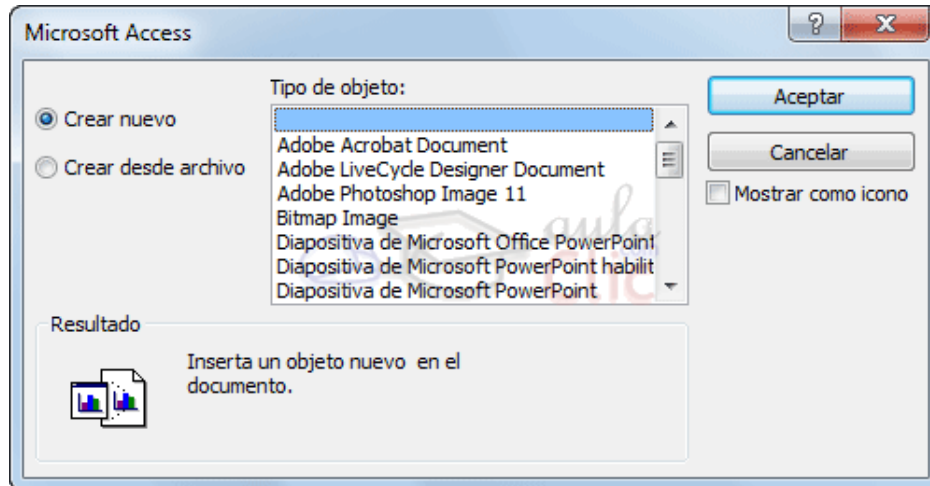 Microsoft Access
Tipo de objeto:
Crear nuevo
Crear desde archivo
Adobe Acrobat Document
Adobe LiveCycle Designer Document
Adobe Photoshop Image 11
Bitmap Image
Diapositiva de Microsoft Office PowerPoint
Diapositiva de Microsoft PowerPoint habilit
Diapositiva de Microsoft PowerPoint
Aceptar
Cancelar
Mostrar como icono
aula
clic
Resultado
Inserta un objeto nuevo en el
documento.